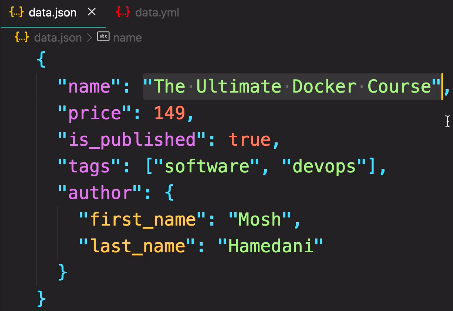 {..} data.json × {..} data.yml
{..} data.json > abc name
{
"name": "The Ultimate Docker Course",
"price": 149,
"is_published": true,
"tags": ["software", "devops"],
"author": {
"first_name": "Mosh",
"last_name": "Hamedani"
}
}